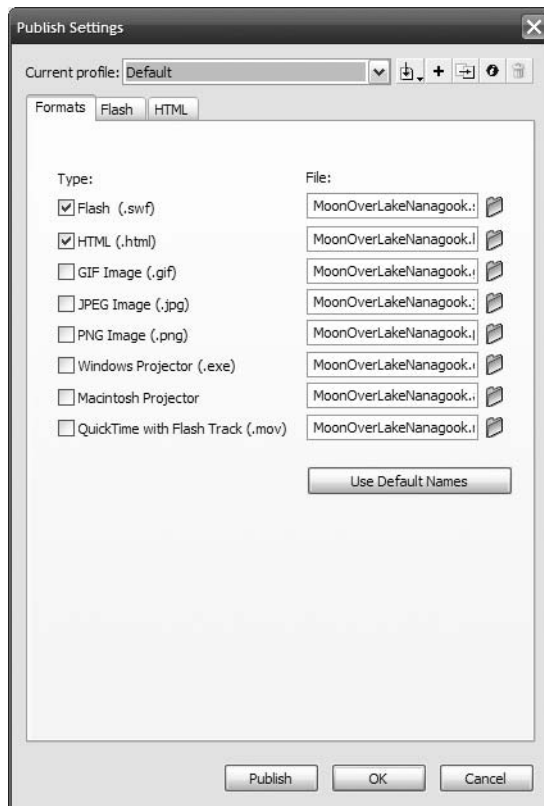 Publish Settings
Current profile: Default
Formats
Flash
HTML
Type:
File:
Flash (.swf)
MoonOverLakeNanagook.s
HTML (.html)
MoonOverLakeNanagook.l
GIF Image (.gif)
MoonOverLakeNanagook.g
JPEG Image (.jpg)
MoonOverLakeNanagook.j
PNG Image (.png)
MoonOverLakeNanagook.p
Windows Projector (.exe)
MoonOverLakeNanagook.
Macintosh Projector
MoonOverLakeNanagook.
QuickTime with Flash Track (.mov)
MoonOverLakeNanagook.
Use Default Names
Publish
OK
Cancel